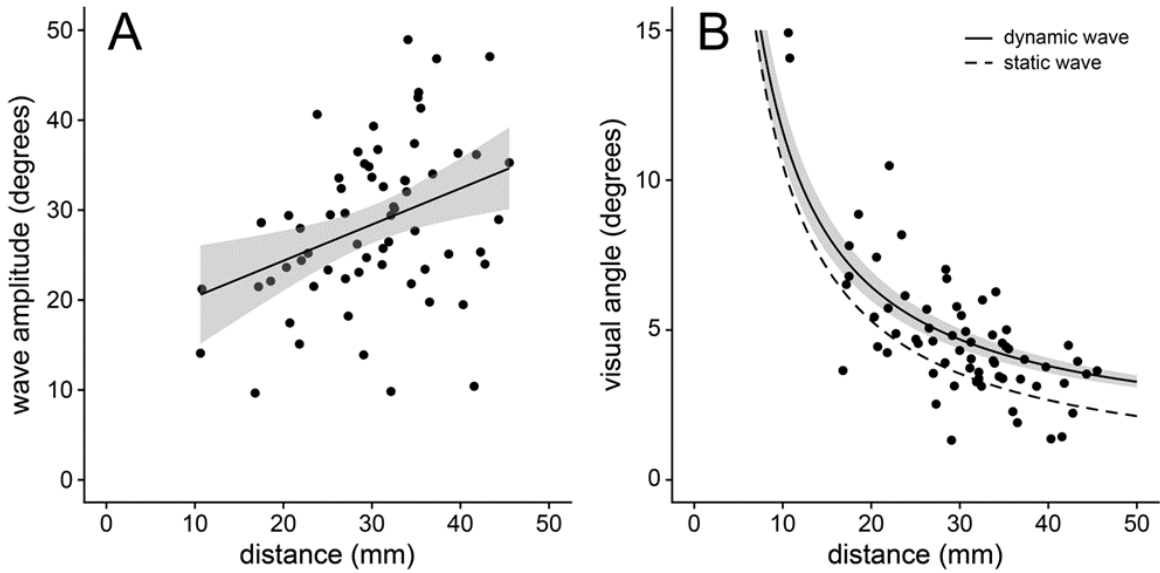 A
wave amplitude (degrees)
50
40
30
20
10
0
0 10 20 30 40 50
distance (mm)
B
dynamic wave
static wave
visual angle (degrees)
15
10
5
0
0 10 20 30 40 50
distance (mm)